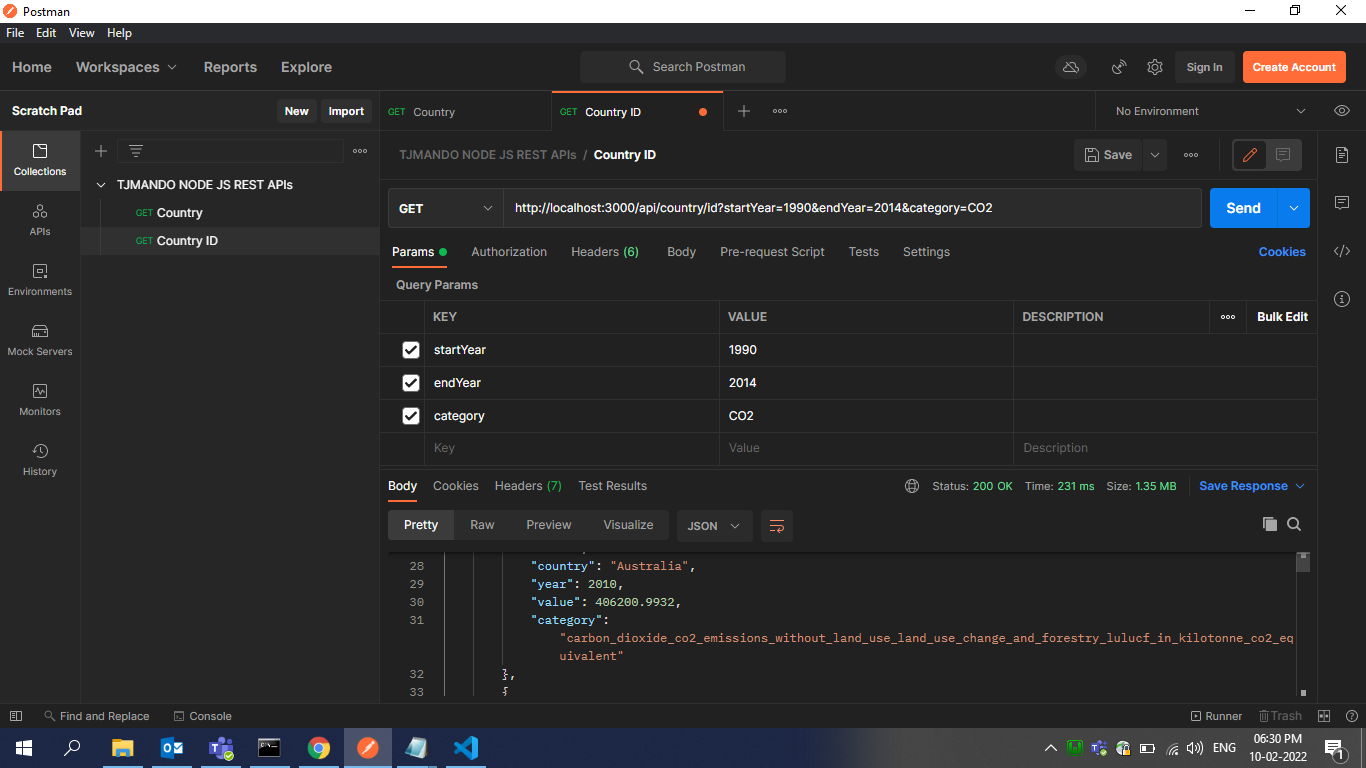 Postman
File Edit View Help
Home Workspaces Reports Explore Search Postman Sign In Create Account
Scratch Pad New Import GET Country GET Country ID No Environment
Collections
APIs
Environments
Mock Servers
Monitors
History
TJMANDO NODE JS REST APIs
GET Country
GET Country ID
TJMANDO NODE JS REST APIs / Country ID Save
GET http://localhost:3000/api/country/id?startYear=1990&endYear=2014&category=CO2 Send
Params Authorization Headers (6) Body Pre-request Script Tests Settings Cookies
Query Params
KEY VALUE DESCRIPTION Bulk Edit
startYear 1990
endYear 2014
category CO2
Key Value Description
Body Cookies Headers (7) Test Results Status: 200 OK Time: 231 ms Size: 1.35 MB Save Response
Pretty Raw Preview Visualize JSON
28 "country": "Australia",
29 "year": 2010,
30 "value": 406200.9932,
31 "category":
"carbon_dioxide_co2_emissions_without_land_use_land_use_change_and_forestry_lulucf_in_kilotonne_co2_eq
uivalent"
32 },
33 {
Find and Replace Console Runner Trash
ENG 06:30 PM
10-02-2022
1